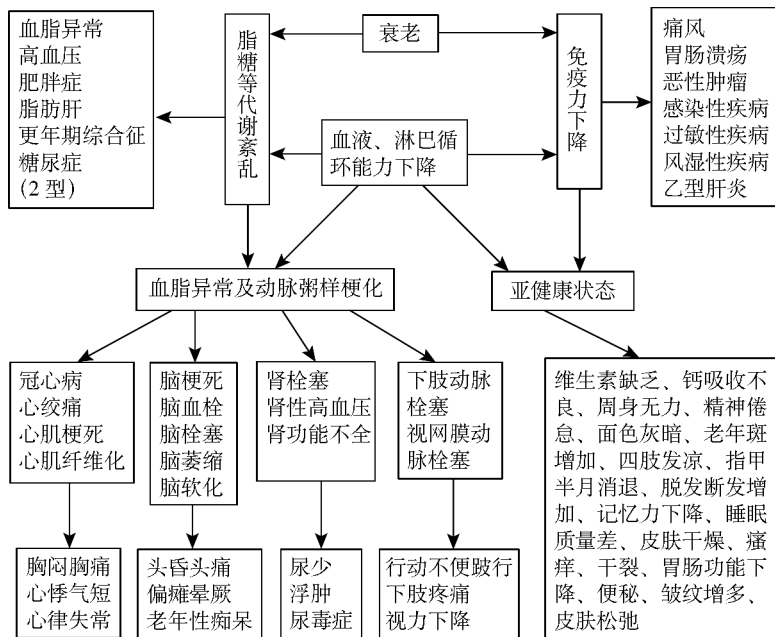 血脂异常
高血压
肥胖症
脂肪肝
更年期综合征
糖尿症
(2 型)
脂糖等代谢紊乱
衰老
血液、淋巴循
环能力下降
免疫力下降
痛风
胃肠溃疡
恶性肿瘤
感染性疾病
过敏性疾病
风湿性疾病
乙型肝炎
血脂异常及动脉粥样梗化
亚健康状态
冠心病
心绞痛
心肌梗死
心肌纤维化
脑梗死
脑血栓
脑栓塞
脑萎缩
脑软化
肾栓塞
肾性高血压
肾功能不全
下肢动脉
栓塞
视网膜动
脉栓塞
维生素缺乏、钙吸收不
良、周身无力、精神倦
怠、面色灰暗、老年斑
增加、四肢发凉、指甲
半月消退、脱发断发增
加、记忆力下降、睡眠
质量差、皮肤干燥、瘙
痒、干裂、胃肠功能下
降、便秘、皱纹增多、
皮肤松弛
胸闷胸痛
心悸气短
心律失常
头昏头痛
偏瘫晕厥
老年性痴呆
尿少
浮肿
尿毒症
行动不便跛行
下肢疼痛
视力下降